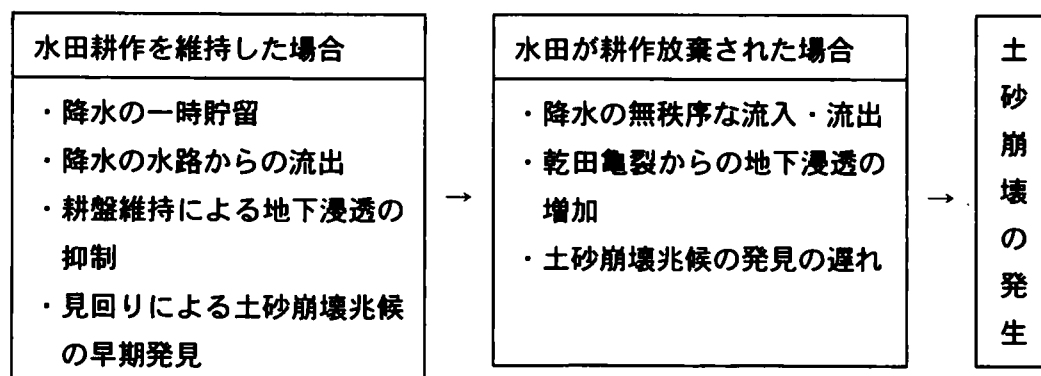 水田耕作を維持した場合
・降水の一時貯留
・降水の水路からの流出
・耕盤維持による地下浸透の
抑制
・見回りによる土砂崩壊兆候
の早期発見
→
水田が耕作放棄された場合
・降水の無秩序な流入・流出
・乾田亀裂からの地下浸透の
増加
・土砂崩壊兆候の発見の遅れ
→
土
砂
崩
壊
の
発
生